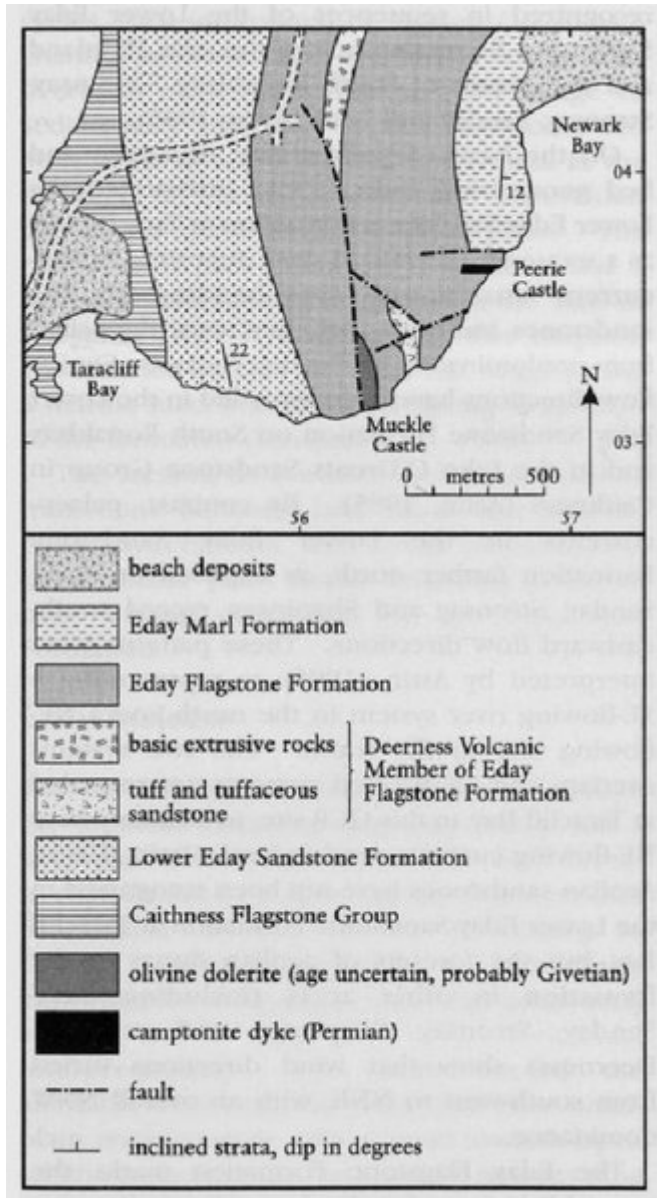 Newark
Bay
04
12
Peerie
Castle
22
Taracliff
Bay
?
N
Muckle
Castle
03
0 metres 500
56
57
beach deposits
Eday Marl Formation
Eday Flagstone Formation
basic extrusive rocks
tuff and tuffaceous
sandstone
Deerness Volcanic
Member of Eday
Flagstone Formation
Lower Eday Sandstone Formation
Caithness Flagstone Group
olivine dolerite (age uncertain, probably Givetian)
camptonite dyke (Permian)
fault
inclined strata, dip in degrees